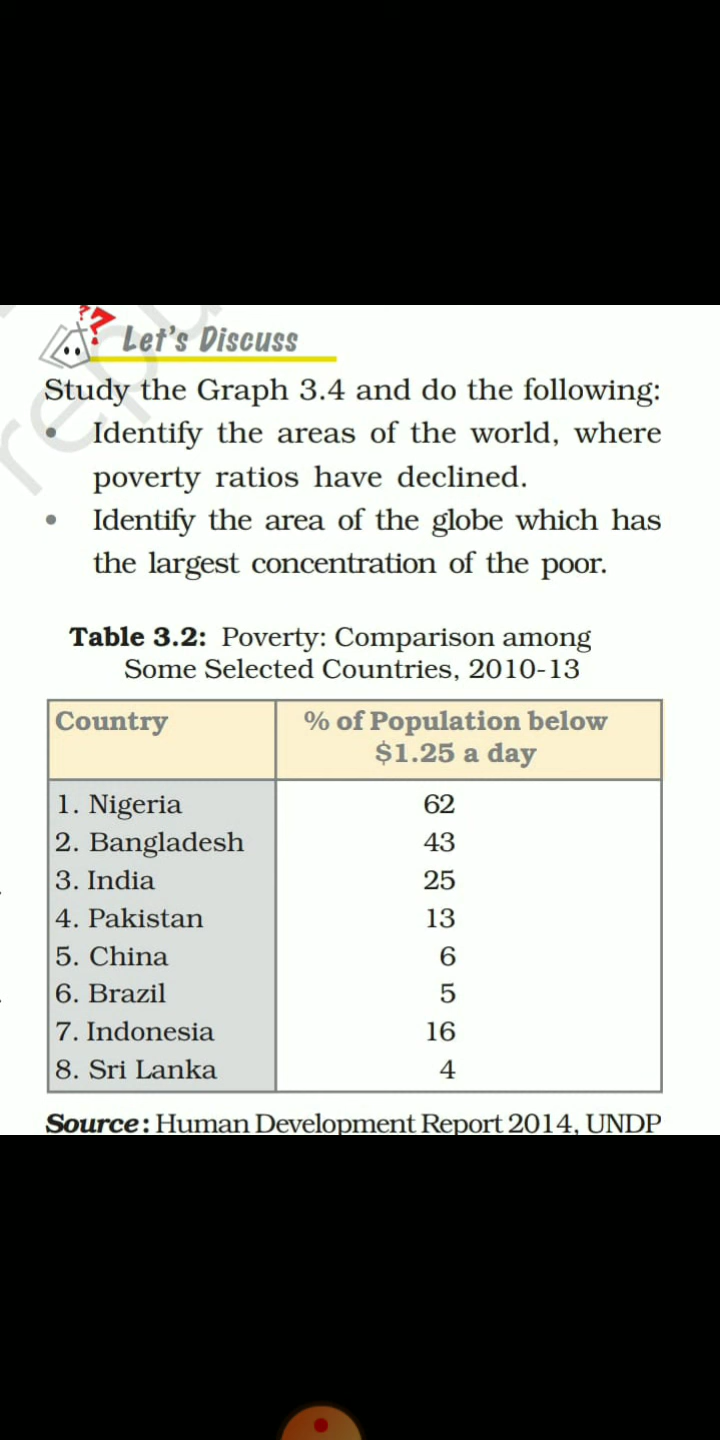 Let's Discuss
Study the Graph 3.4 and do the following:
• Identify the areas of the world, where
poverty ratios have declined.
• Identify the area of the globe which has
the largest concentration of the poor.
Table 3.2: Poverty: Comparison among
Some Selected Countries, 2010-13
Country % of Population below
$1.25 a day
1. Nigeria 62
2. Bangladesh 43
3. India 25
4. Pakistan 13
5. China 6
6. Brazil 5
7. Indonesia 16
8. Sri Lanka 4
Source: Human Development Report 2014, UNDP